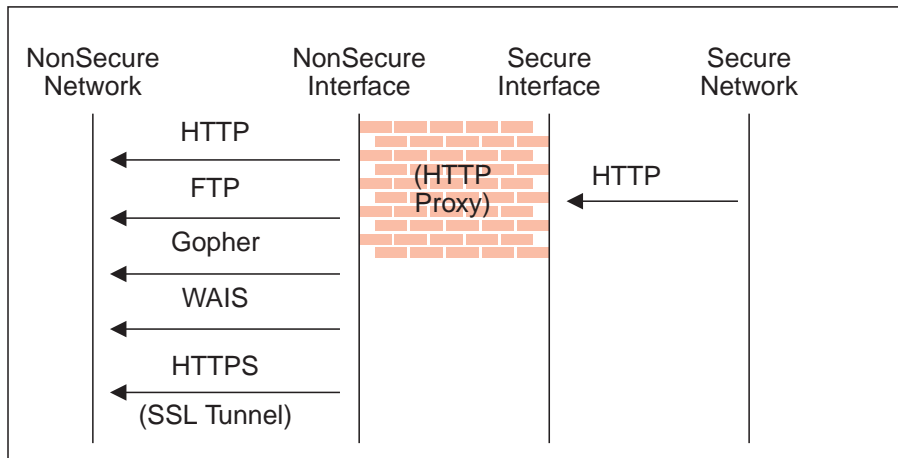 NonSecure
Network
NonSecure
Interface
Secure
Interface
Secure
Network
HTTP
FTP
Gopher
WAIS
HTTPS
(SSL Tunnel)
(HTTP
Proxy)
HTTP